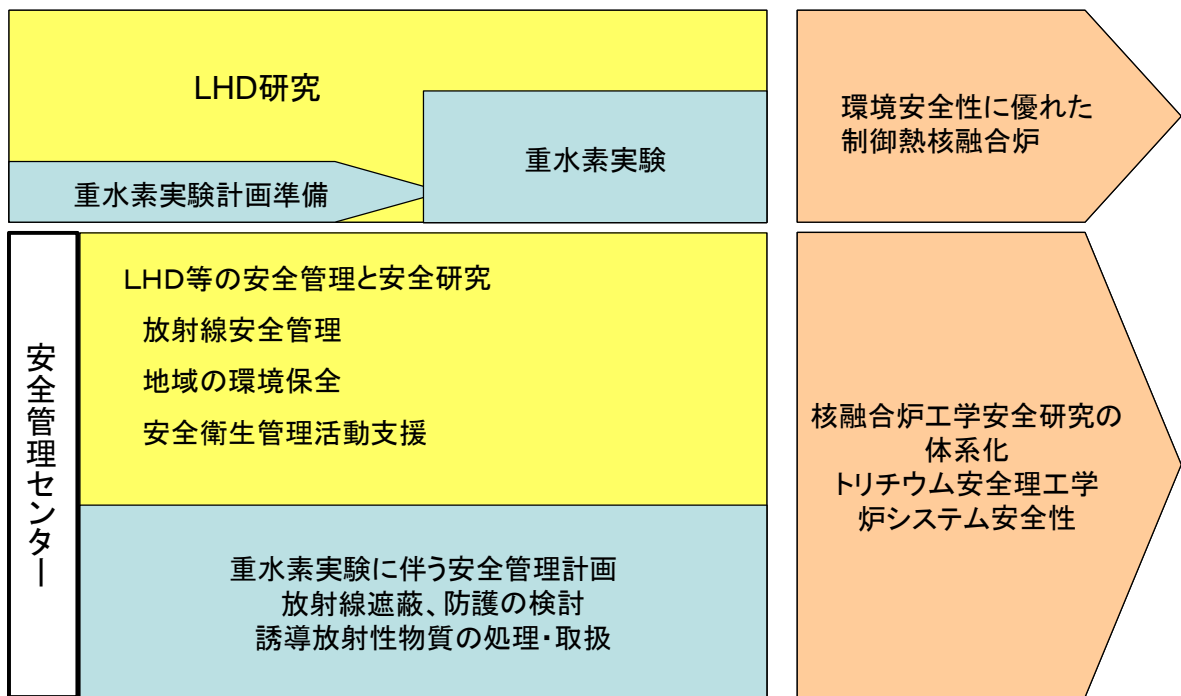 LHD研究
重水素実験計画準備
重水素実験
環境安全性に優れた
制御熱核融合炉
安全管理センター
LHD等の安全管理と安全研究
放射線安全管理
地域の環境保全
安全衛生管理活動支援
重水素実験に伴う安全管理計画
放射線遮蔽、防護の検討
誘導放射性物質の処理・取扱
核融合炉工学安全研究の
体系化
トリチウム安全理工学
炉システム安全性